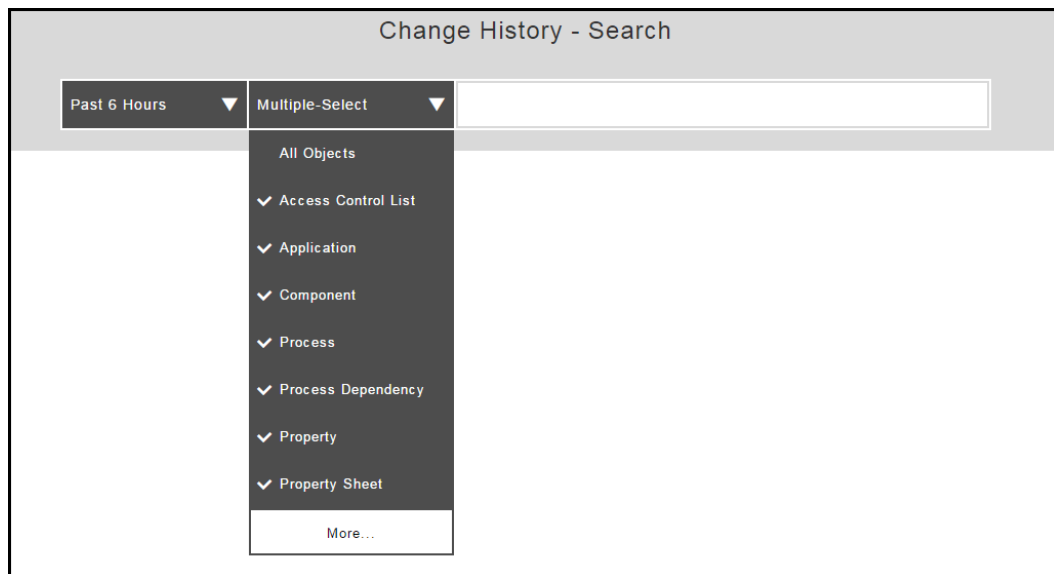 Change History - Search
Past 6 Hours
Multiple-Select
All Objects
Access Control List
Application
Component
Process
Process Dependency
Property
Property Sheet
More...